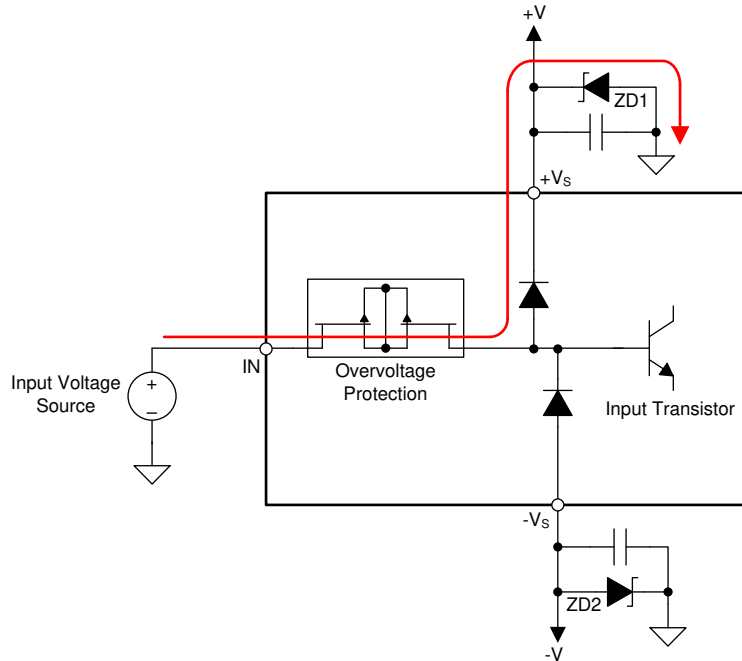 +V
ZD1
+VS
IN
Overvoltage
Protection
Input Voltage
Source
+
−
Input Transistor
-VS
ZD2
-V